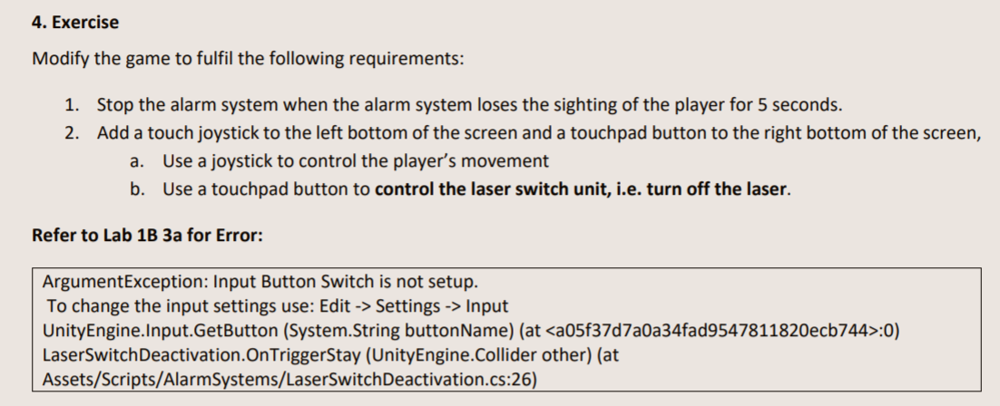 4. Exercise
Modify the game to fulfil the following requirements:
1. Stop the alarm system when the alarm system loses the sighting of the player for 5 seconds.
2. Add a touch joystick to the left bottom of the screen and a touchpad button to the right bottom of the screen,
a. Use a joystick to control the player’s movement
b. Use a touchpad button to control the laser switch unit, i.e. turn off the laser.
Refer to Lab 1B 3a for Error:
ArgumentException: Input Button Switch is not setup.
To change the input settings use: Edit -> Settings -> Input
UnityEngine.Input.GetButton (System.String buttonName) (at <a05f37d7a0a34fad9547811820ecb744>:0)
LaserSwitchDeactivation.OnTriggerStay (UnityEngine.Collider other) (at
Assets/Scripts/AlarmSystems/LaserSwitchDeactivation.cs:26)